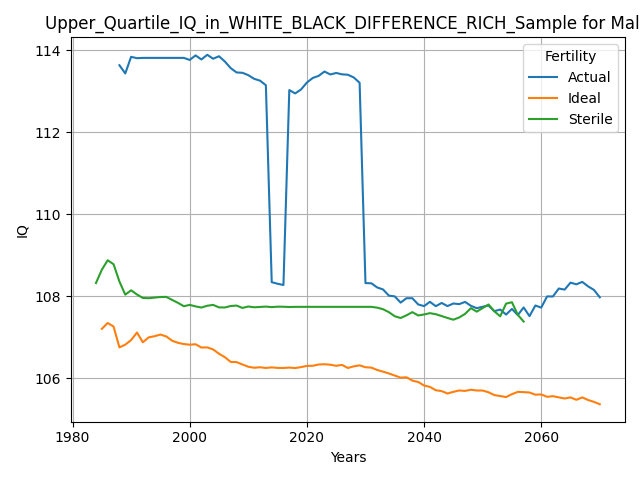 Upper_Quartile_IQ_in_WHITE_BLACK_DIFFERENCE_RICH_Sample for Mal
Fertility
Actual
Ideal
Sterile
114
112
110
108
106
IQ
1980
2000
2020
2040
2060
Years